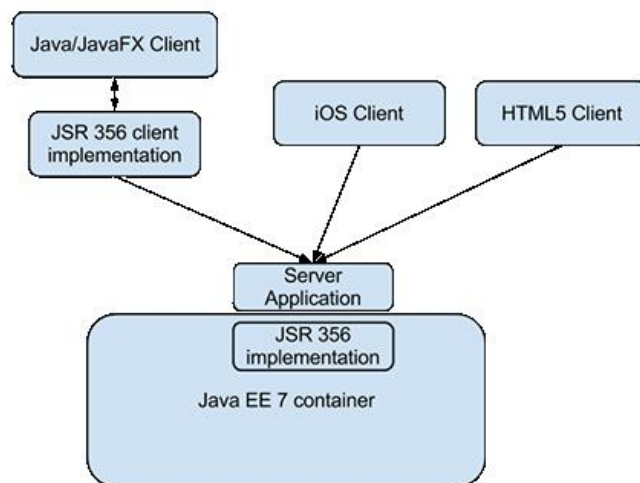 Java/JavaFX Client
JSR 356 client
implementation
iOS Client
HTML5 Client
Server
Application
JSR 356
implementation
Java EE 7 container